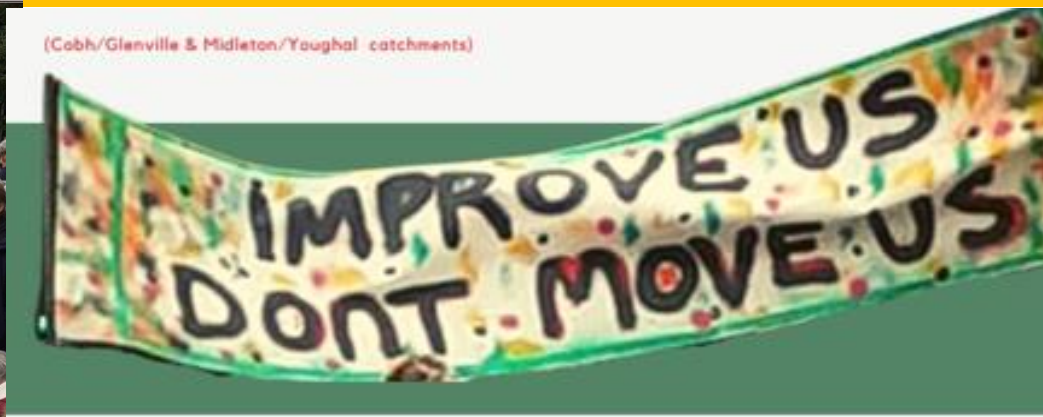 (Cobh/Glenville & Midleton/Youghal catchments)
IMPROVE US
DONT MOVE US